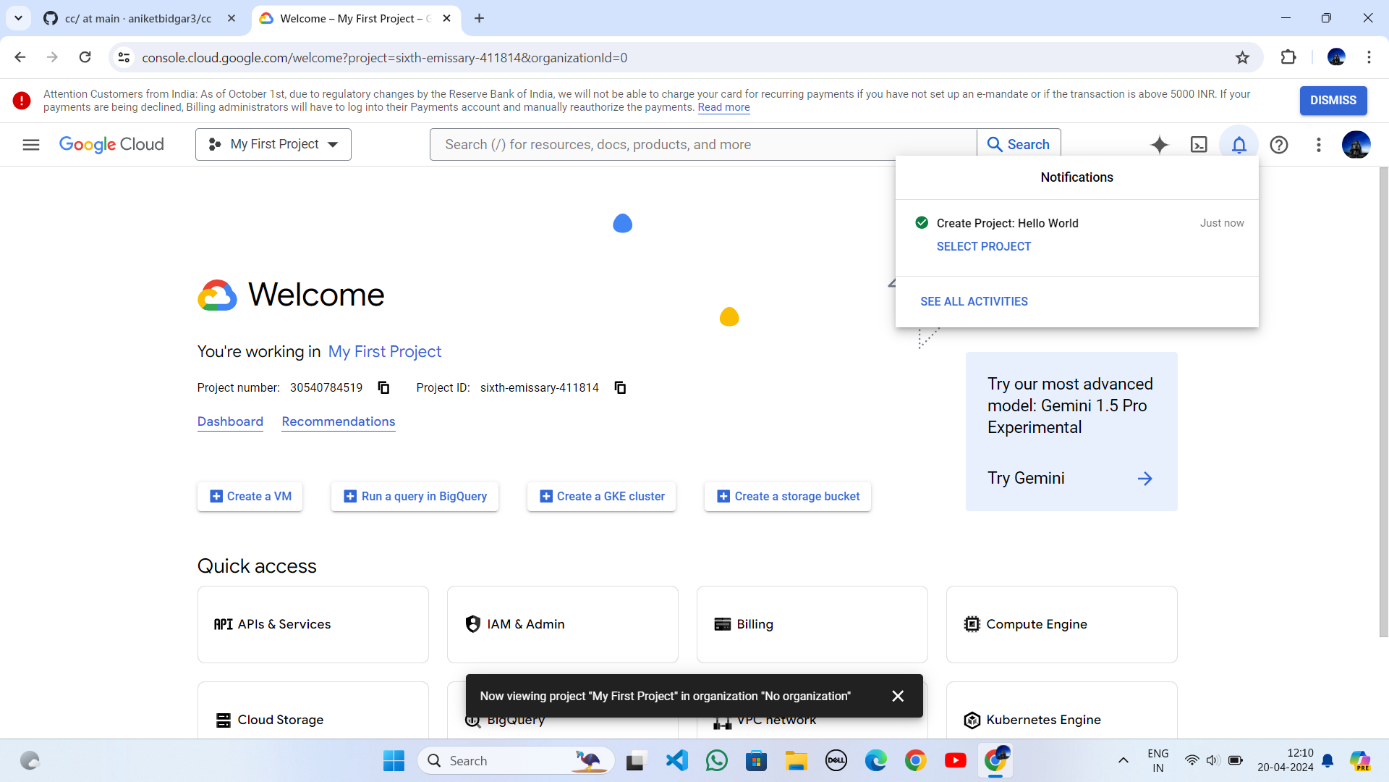 cc/ at main · aniketbidgar3/cc
Welcome – My First Project – G
console.cloud.google.com/welcome?project=sixth-emissary-411814&organizationId=0
Attention Customers from India: As of October 1st, due to regulatory changes by the Reserve Bank of India, we will not be able to charge your card for recurring payments if you have not set up an e-mandate or if the transaction is above 5000 INR. If your
payments are being declined, Billing administrators will have to log into their Payments account and manually reauthorize the payments. Read more
DISMISS
Google Cloud
My First Project
Search (/) for resources, docs, products, and more
Search
Notifications
Create Project: Hello World
Just now
SELECT PROJECT
SEE ALL ACTIVITIES
Welcome
You're working in My First Project
Project number: 30540784519
Project ID: sixth-emissary-411814
Dashboard
Recommendations
Try our most advanced
model: Gemini 1.5 Pro
Experimental
Try Gemini
Create a VM
Run a query in BigQuery
Create a GKE cluster
Create a storage bucket
Quick access
API APIs & Services
IAM & Admin
Billing
Compute Engine
Cloud Storage
BigQuery
VPC network
Kubernetes Engine
Now viewing project "My First Project" in organization "No organization"
Search
DELL
PRE
ENG
IN
12:10
20-04-2024